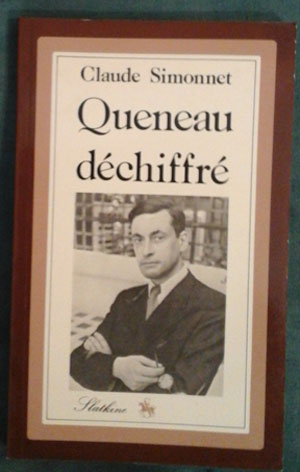 Claude Simonnet
Queneau
déchiffré
Slatkine